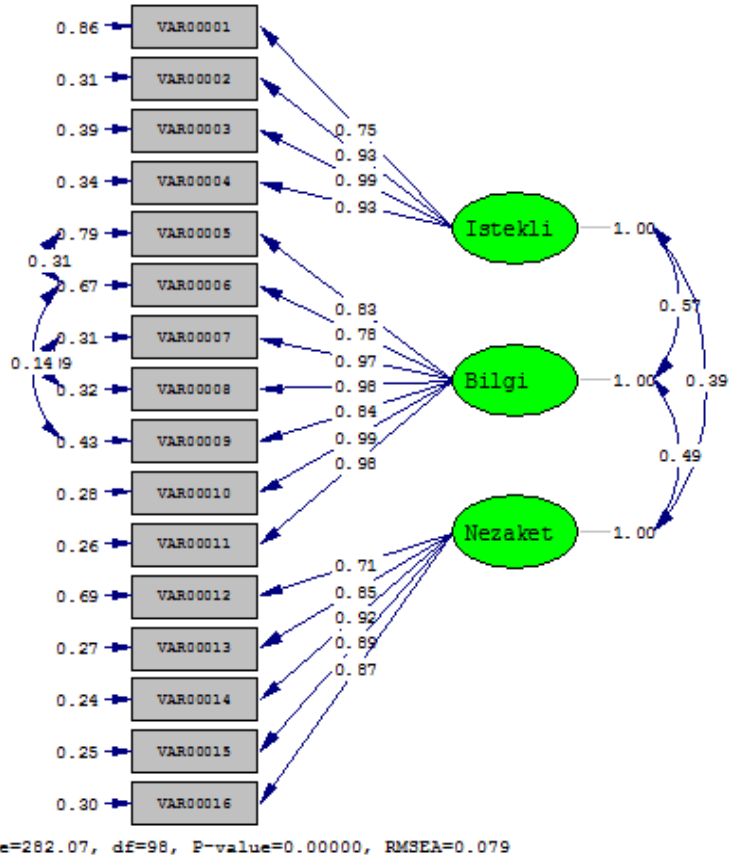 0.86 VAR00001
0.31 VAR00002
0.39 VAR00003
0.34 VAR00004
0.79 VAR00005
0.67 VAR00006
0.31 VAR00007
0.32 VAR00008
0.43 VAR00009
0.28 VAR00010
0.26 VAR00011
0.69 VAR00012
0.27 VAR00013
0.24 VAR00014
0.25 VAR00015
0.30 VAR00016
0.31
0.14
0.75
0.93
0.99
0.93
0.83
0.78
0.97
0.98
0.84
0.99
0.98
0.71
0.85
0.92
0.89
0.87
Istekli 1.00
Bilgi 1.00
Nezaket 1.00
0.57
0.39
0.49
e=282.07, df=98, P-value=0.00000, RMSEA=0.079